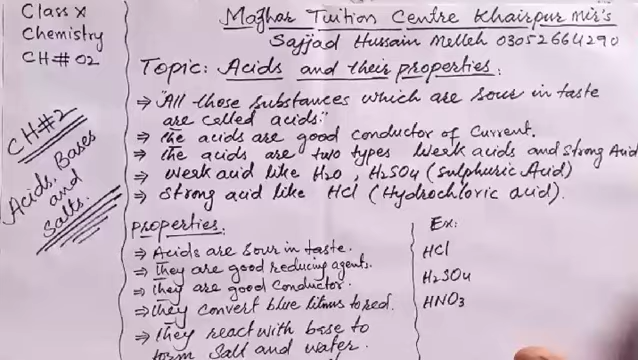 Class X
Chemistry
CH# 02
CH#2
Acids, Bases
and
Salts.
Mazhar Tuition Centre Khairpur Mir's
Sajjad Hussain Melleh 03052664290
Topic: Acids and their properties.
⇒ "All those substances which are sour in taste
are called acids."
⇒ The acids are good conductor of current.
⇒ The acids are two types Weak acids and Strong Acid
⇒ Weak acid like H2O, H2SO4 (Sulphuric Acid)
⇒ Strong acid like HCl (Hydrochloric acid).
Properties.
⇒ Acids are sour in taste.
⇒ They are good reducing agents.
⇒ They are good conductor.
⇒ They convert blue litmus to red.
⇒ They react with base to
form salt and water.
Ex:
HCl
H2SO4
HNO3